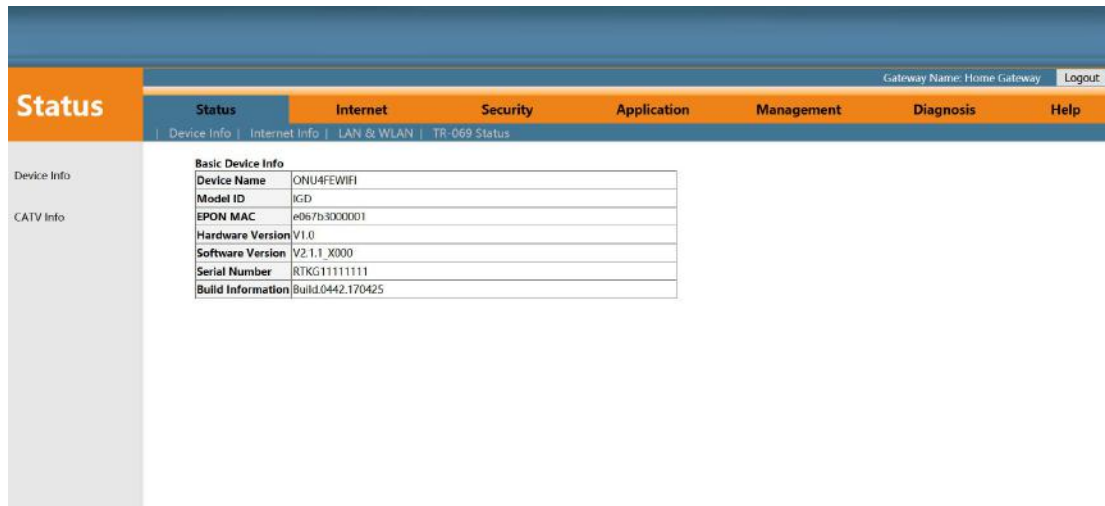 Gateway Name: Home Gateway Logout
Status
Status Internet Security Application Management Diagnosis Help
| Device Info | Internet Info | LAN & WLAN | TR-069 Status
Device Info
CATV Info
Basic Device Info
Device Name ONU4FEWIFI
Model ID IGD
EPON MAC e067b3000001
Hardware Version V1.0
Software Version V2.1.1_X000
Serial Number RTKG11111111
Build Information Build.0442.170425